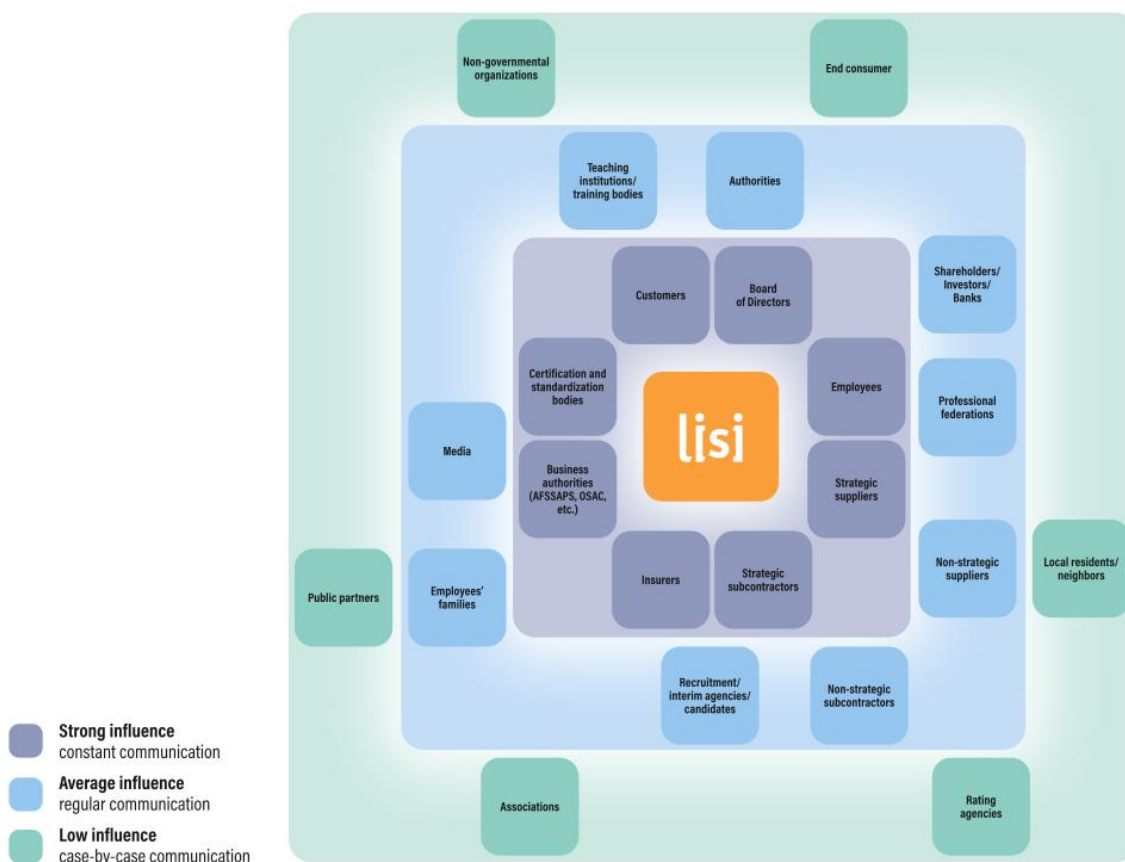 Non-governmental
organizations
End consumer
Teaching
institutions/
training bodies
Authorities
Shareholders/
Investors/
Banks
Customers
Board
of Directors
Certification and
standardization
bodies
Employees
lisi
Professional
federations
Media
Business
authorities
(AFSSAPS, OSAC,
etc.)
Strategic
suppliers
Public partners
Employees'
families
Insurers
Strategic
subcontractors
Non-strategic
suppliers
Local residents/
neighbors
Recruitment/
interim agencies/
candidates
Non-strategic
subcontractors
Associations
Rating
agencies
Strong influence
constant communication
Average influence
regular communication
Low influence
case-by-case communication